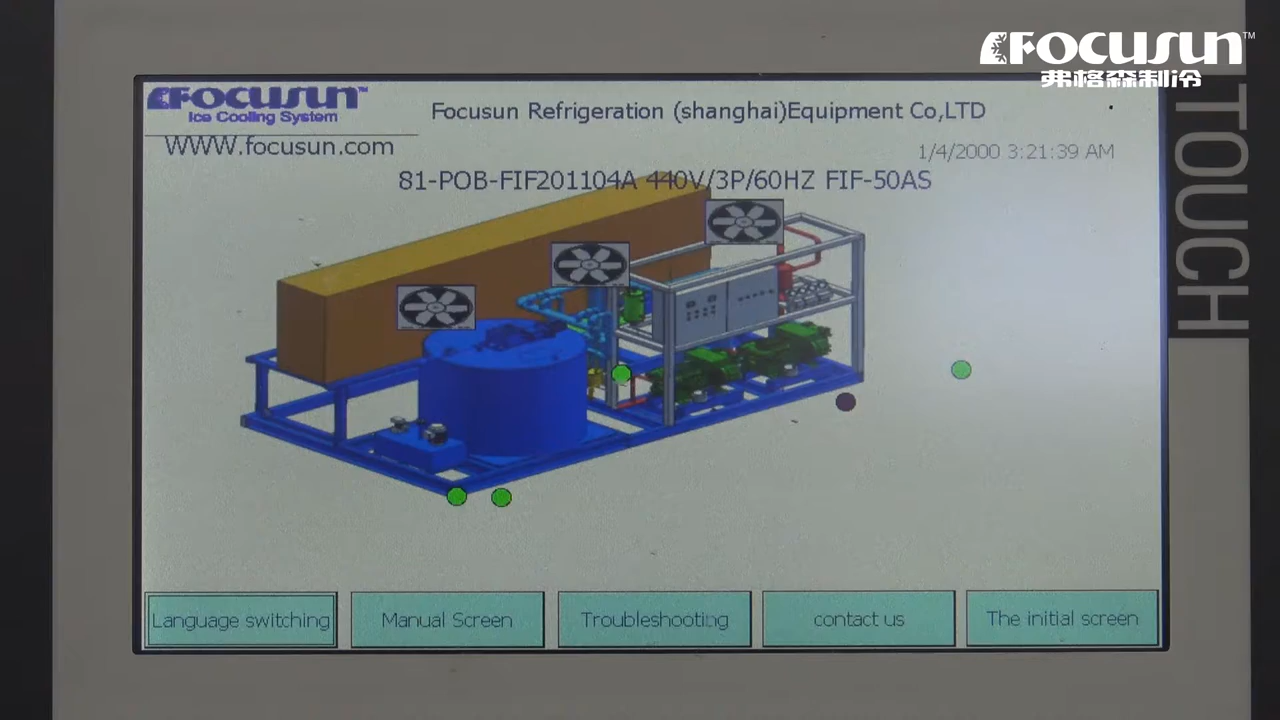 FOCUSUN™
弗格森制冷
FOCUSUN™
Ice Cooling System
Focusun Refrigeration (shanghai)Equipment Co,LTD
WWW.focusun.com
1/4/2000 3:21:39 AM
81-POB-FIF201104A 440V/3P/60HZ FIF-50AS
TOUCH
Language switching
Manual Screen
Troubleshooting
contact us
The initial screen